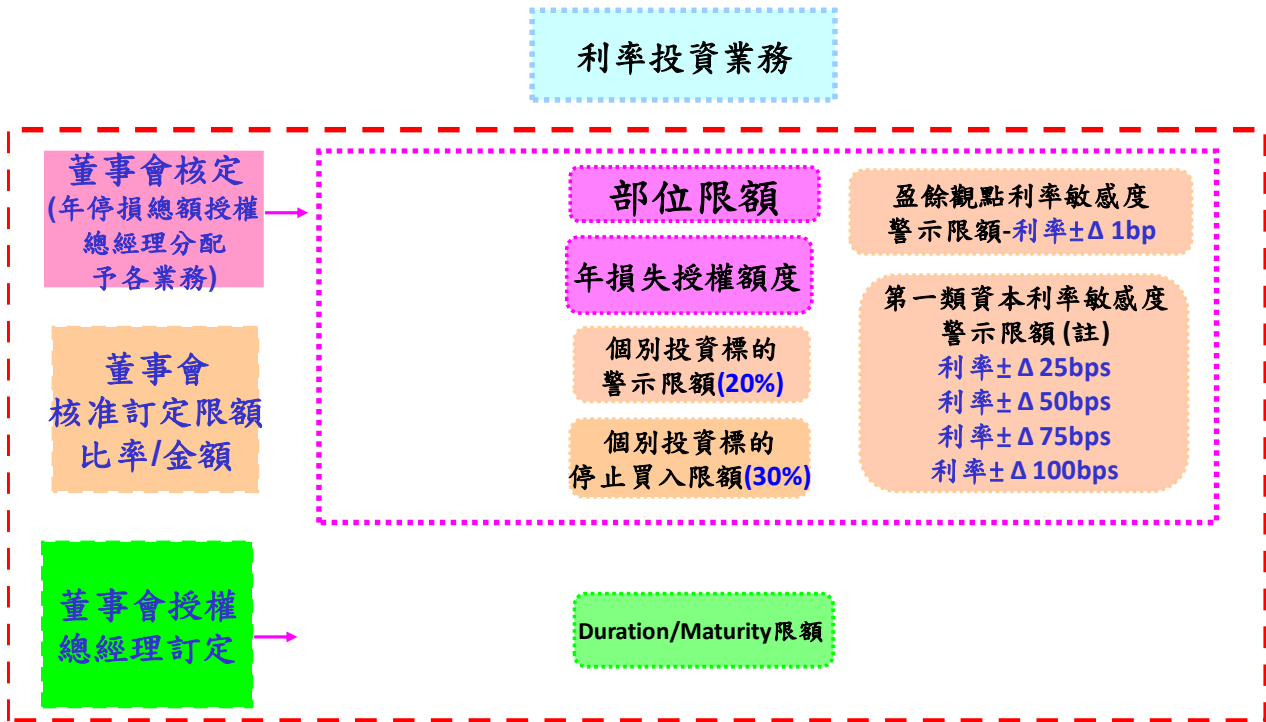 利率投資業務
董事會核定
(年停損總額授權
總經理分配
予各業務)
董事會
核准訂定限額
比率/金額
董事會授權
總經理訂定
部位限額
年損失授權額度
個別投資標的
警示限額(20%)
個別投資標的
停止買入限額(30%)
盈餘觀點利率敏感度
警示限額-利率±Δ 1bp
第一類資本利率敏感度
警示限額 (註)
利率± Δ 25bps
利率± Δ 50bps
利率± Δ 75bps
利率± Δ 100bps
Duration/Maturity限額